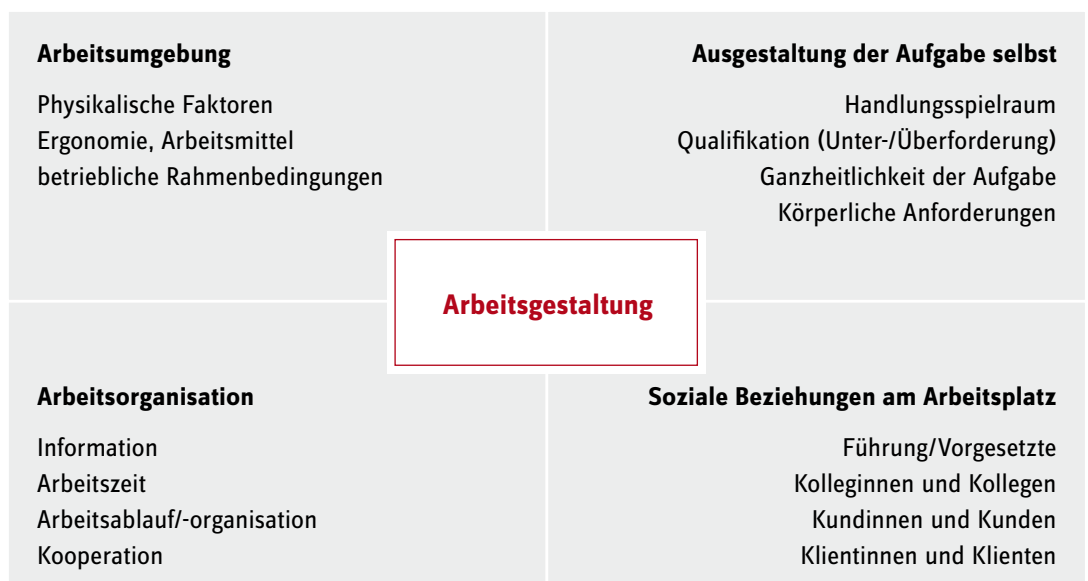 Arbeitsumgebung
Physikalische Faktoren
Ergonomie, Arbeitsmittel
betriebliche Rahmenbedingungen
Ausgestaltung der Aufgabe selbst
Handlungsspielraum
Qualifikation (Unter-/Überforderung)
Ganzheitlichkeit der Aufgabe
Körperliche Anforderungen
Arbeitsgestaltung
Arbeitsorganisation
Information
Arbeitszeit
Arbeitsablauf/-organisation
Kooperation
Soziale Beziehungen am Arbeitsplatz
Führung/Vorgesetzte
Kolleginnen und Kollegen
Kundinnen und Kunden
Klientinnen und Klienten